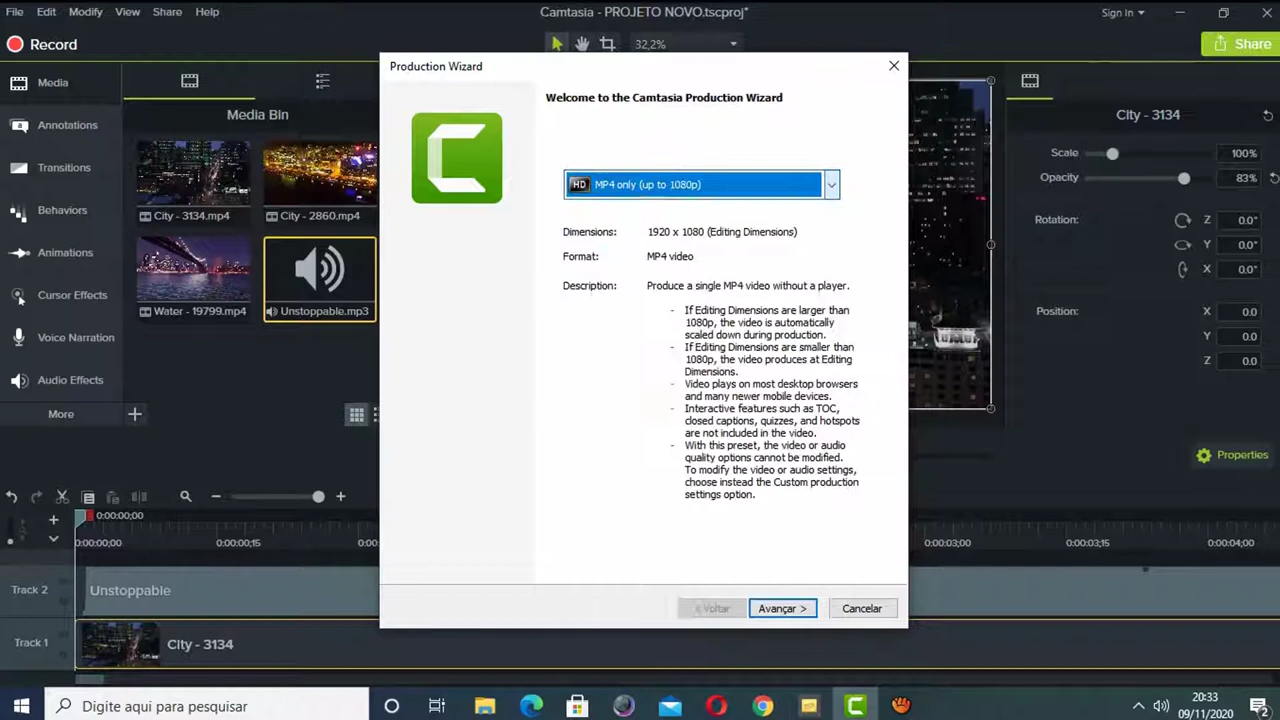 File Edit Modify View Share Help
Camtasia - PROJETO NOVO.tscproj*
Sign In
Record
32,2%
Share
Production Wizard
Welcome to the Camtasia Production Wizard
HD MP4 only (up to 1080p)
Dimensions: 1920 x 1080 (Editing Dimensions)
Format: MP4 video
Description: Produce a single MP4 video without a player.
- If Editing Dimensions are larger than
1080p, the video is automatically
scaled down during production.
- If Editing Dimensions are smaller than
1080p, the video produces at Editing
Dimensions.
- Video plays on most desktop browsers
and many newer mobile devices.
- Interactive features such as TOC,
closed captions, quizzes, and hotspots
are not included in the video.
- With this preset, the video or audio
quality options cannot be modified.
To modify the video or audio settings,
choose instead the Custom production
settings option.
< Voltar
Avançar >
Cancelar
Media
Annotations
Transitions
Behaviors
Animations
Cursor Effects
Voice Narration
Audio Effects
More
Media Bin
City - 3134.mp4
City - 2860.mp4
Water - 19799.mp4
Unstoppable.mp3
City - 3134
Scale 100%
Opacity 83%
Rotation: Z 0.0°
Y 0.0°
X 0.0°
Position: X 0.0
Y 0.0
Z 0.0
Properties
0:00:00;00
0:00:00;00 0:00:00;15 0:00:03;00 0:00:03;15 0:00:04;00
Track 2 Unstoppable
Track 1 City - 3134
Digite aqui para pesquisar
20:33
09/11/2020
2